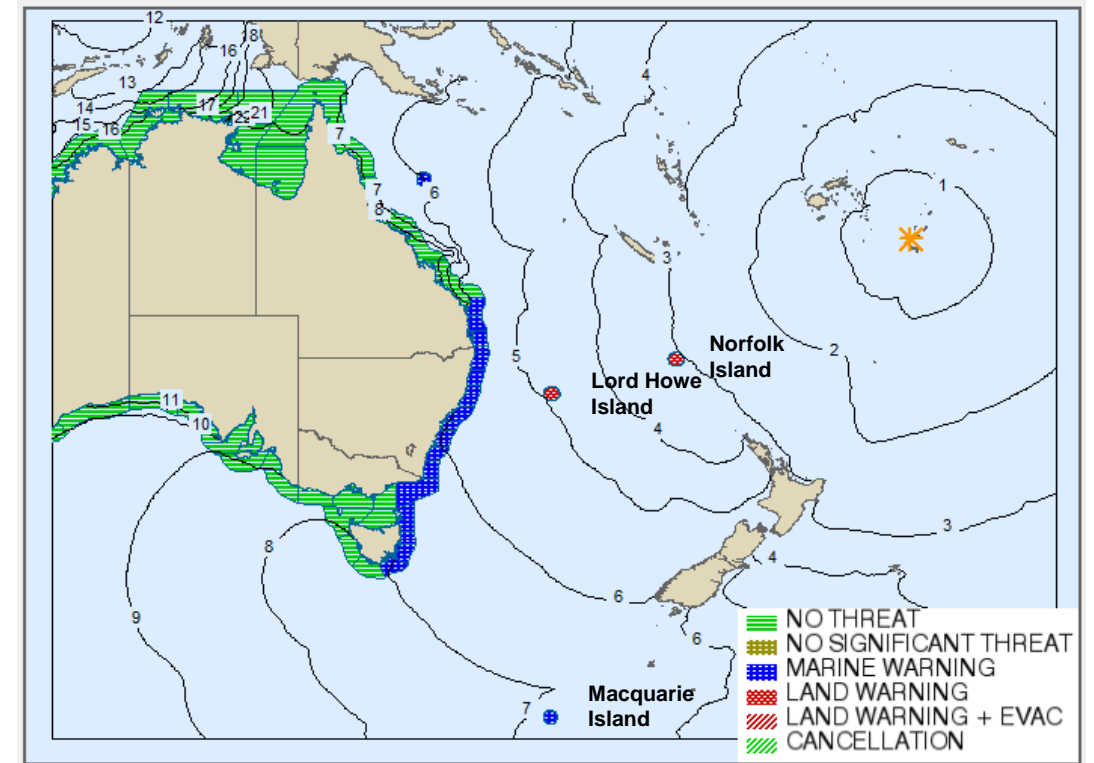 12
8
16
4
13
14
17
22
21
15
16
7
7
6
8
1
3
Norfolk
Island
2
5
Lord Howe
Island
11
10
4
3
8
4
9
6
6
NO THREAT
NO SIGNIFICANT THREAT
MARINE WARNING
LAND WARNING
LAND WARNING + EVAC
CANCELLATION
Macquarie
Island
7